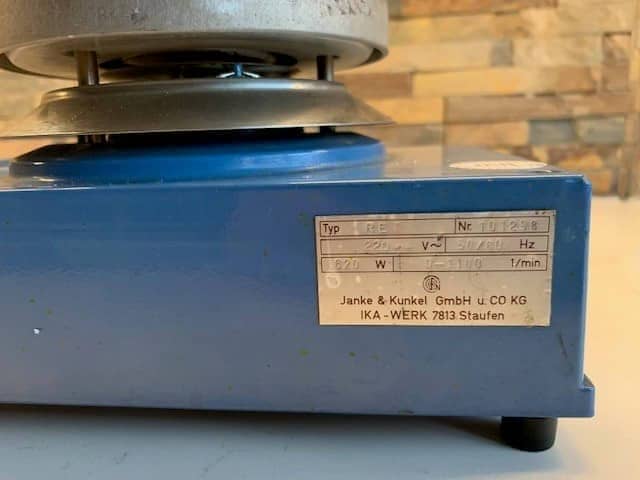 Typ RE Nr. 101298
220 V~ 50/60 Hz
620 W 0-1100 1/min.
Janke & Kunkel GmbH u. CO KG
IKA-WERK 7813 Staufen